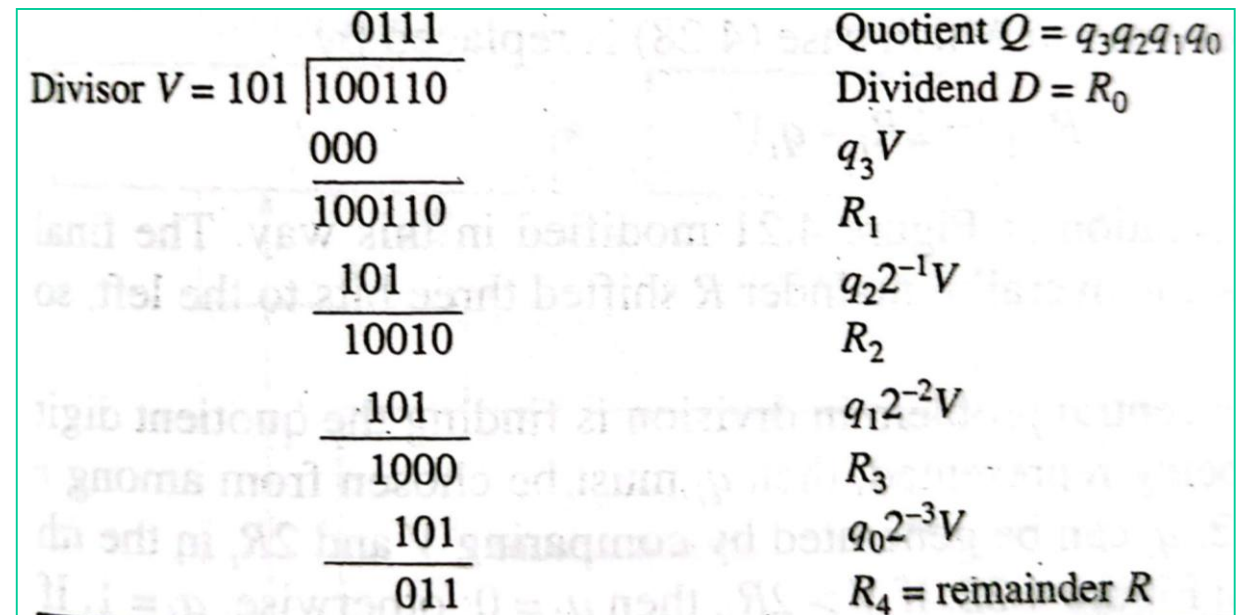 0111 Quotient Q = q₃q₂q₁q₀
Divisor V = 101 100110 Dividend D = R₀
000 q₃V
100110 R₁
101 q₂2⁻¹V
10010 R₂
101 q₁2⁻²V
1000 R₃
101 q₀2⁻³V
011 R₄ = remainder R